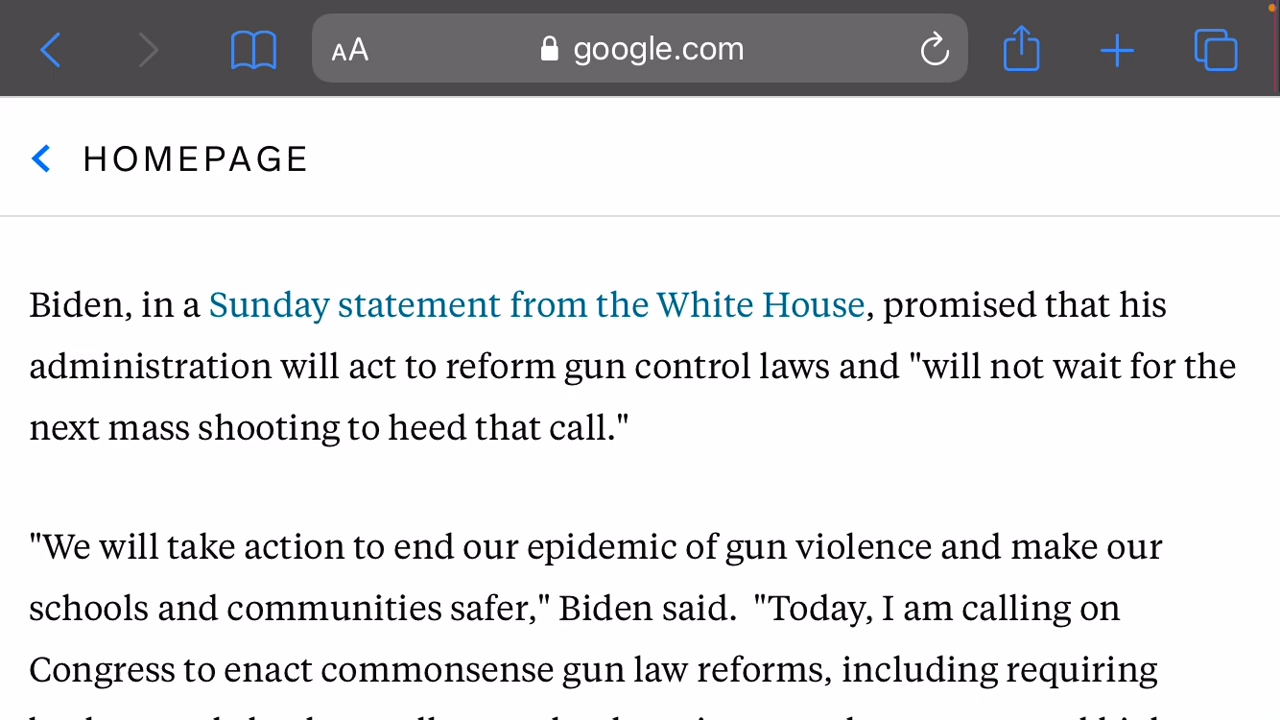 AA google.com
HOMEPAGE
Biden, in a Sunday statement from the White House, promised that his
administration will act to reform gun control laws and "will not wait for the
next mass shooting to heed that call."
"We will take action to end our epidemic of gun violence and make our
schools and communities safer," Biden said.  "Today, I am calling on
Congress to enact commonsense gun law reforms, including requiring